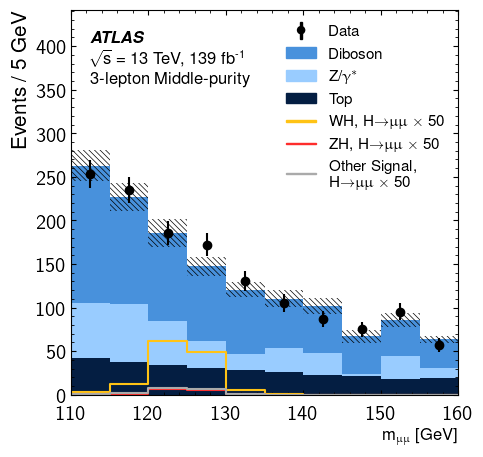 ATLAS
√s = 13 TeV, 139 fb⁻¹
3-lepton Middle-purity
Data
Diboson
Z/γ*
Top
WH, H→μμ × 50
ZH, H→μμ × 50
Other Signal,
H→μμ × 50
Events / 5 GeV
400
350
300
250
200
150
100
50
0
110 120 130 140 150 160
m_μμ [GeV]